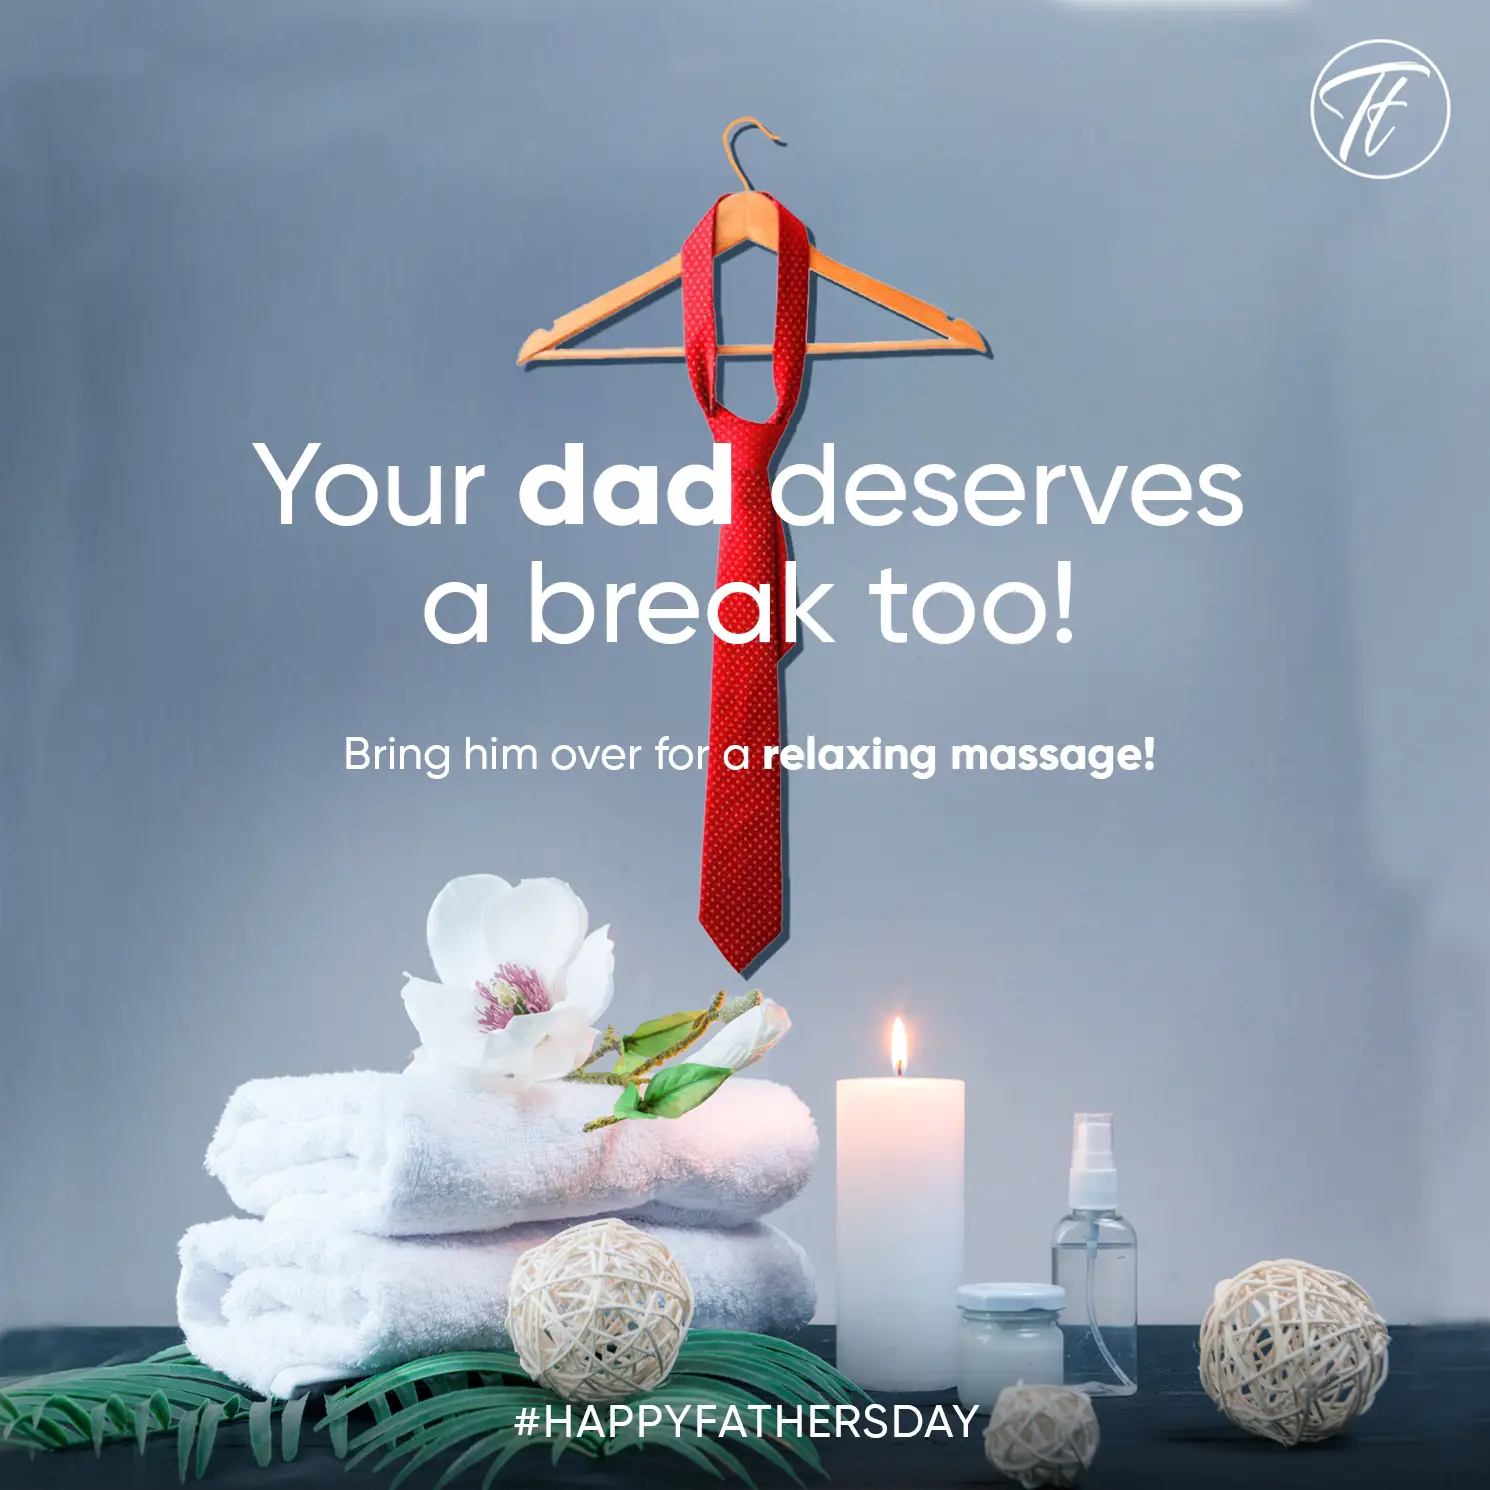 Tt
Your dad deserves
a break too!
Bring him over for a relaxing massage!
#HAPPYFATHERSDAY